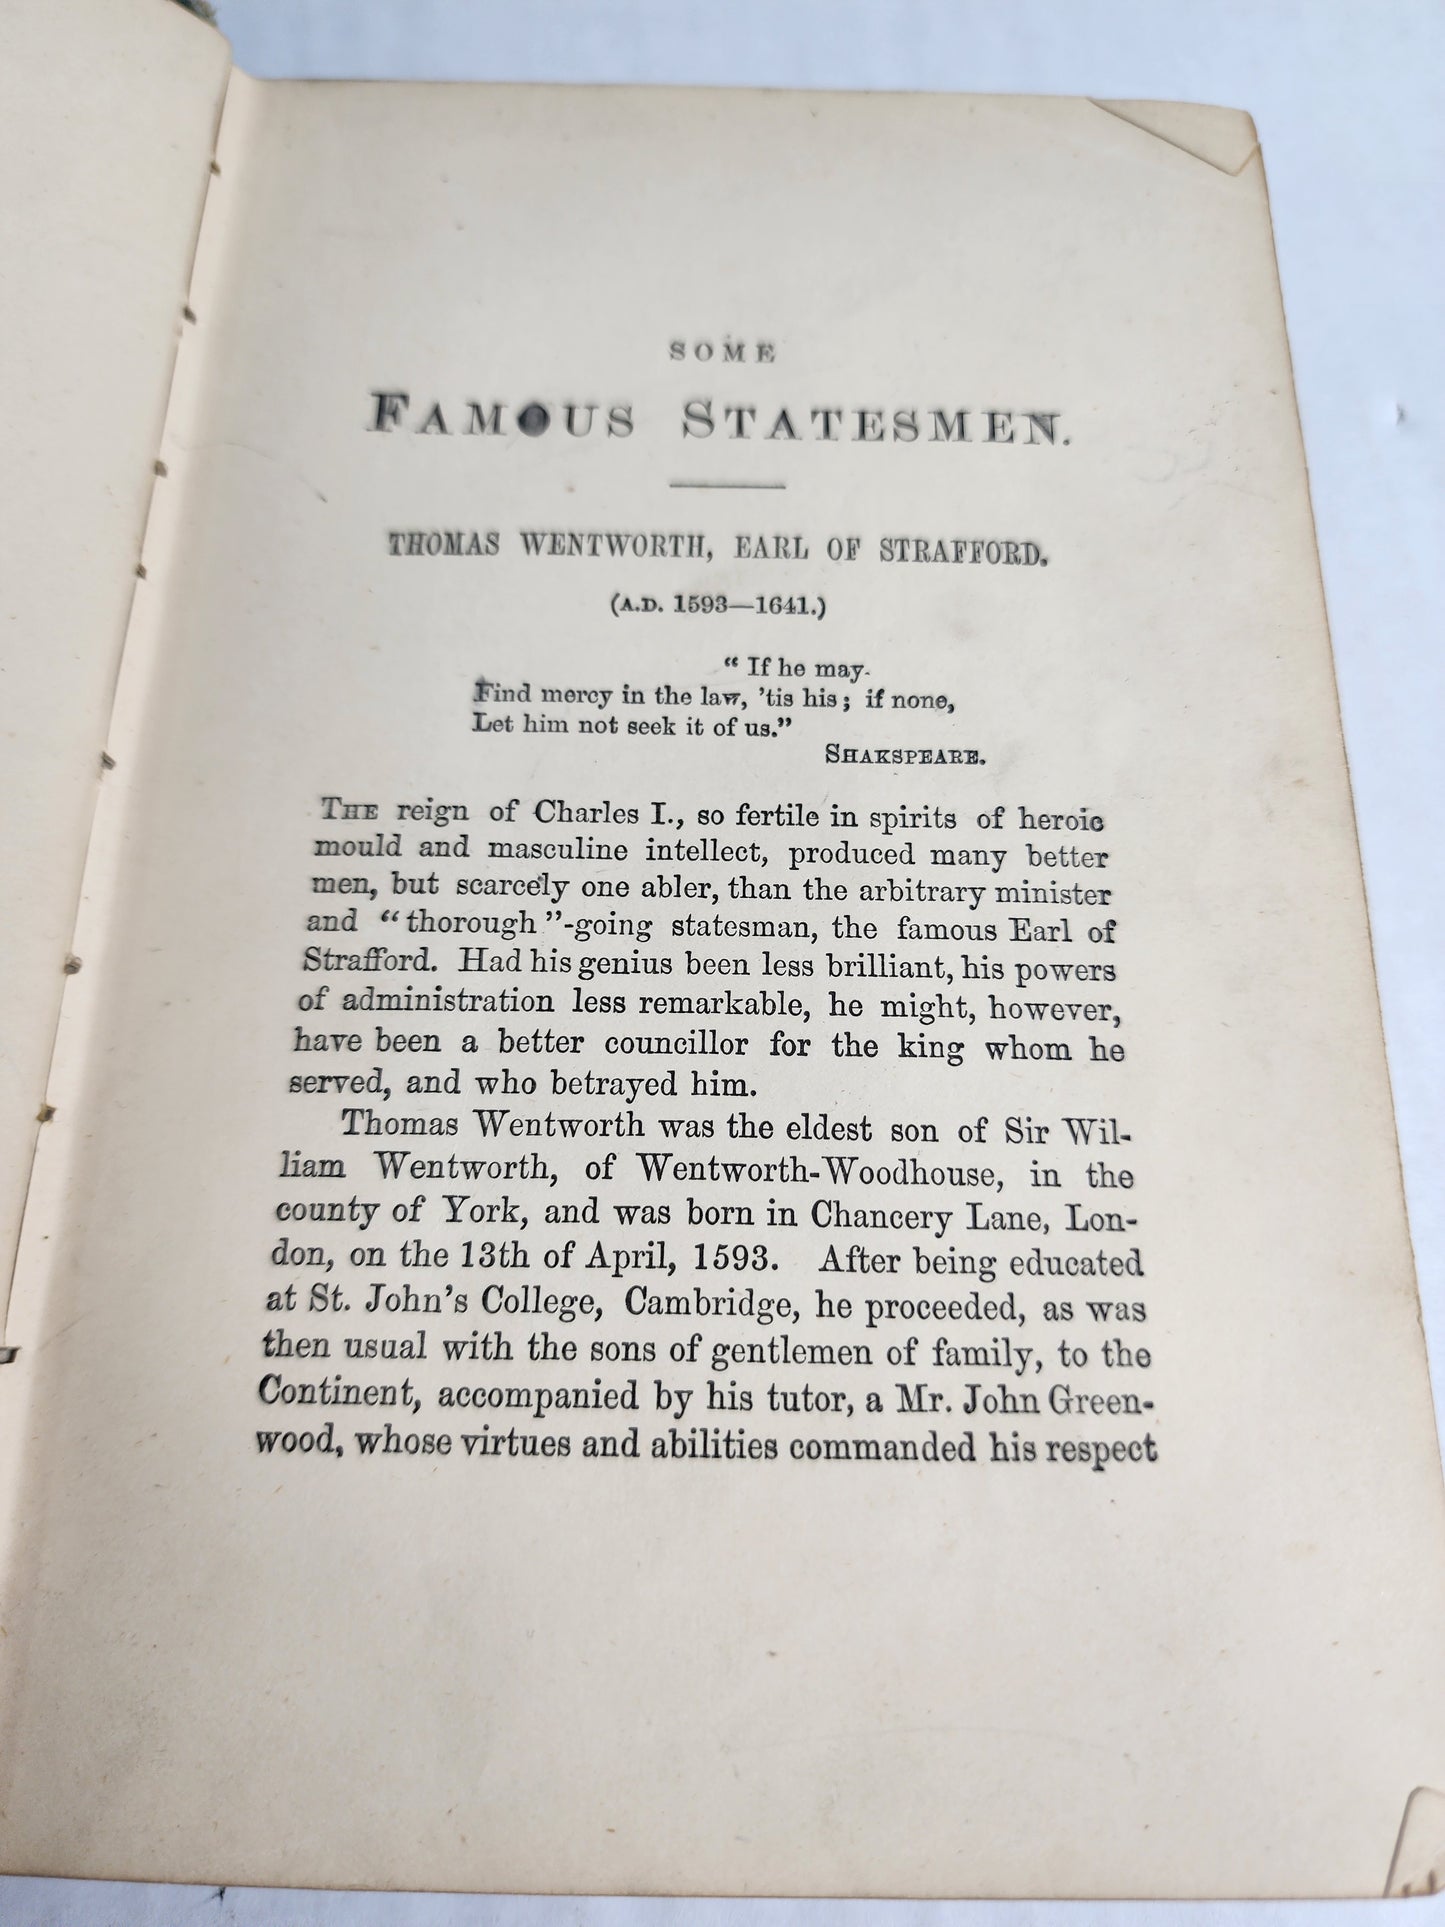 SOME
FAMOUS STATESMEN.
THOMAS WENTWORTH, EARL OF STRAFFORD.
(A.D. 1593—1641.)
“ If he may
Find mercy in the law, ’tis his ; if none,
Let him not seek it of us.”
SHAKSPEARE.
THE reign of Charles I., so fertile in spirits of heroic
mould and masculine intellect, produced many better
men, but scarcely one abler, than the arbitrary minister
and “thorough”-going statesman, the famous Earl of
Strafford. Had his genius been less brilliant, his powers
of administration less remarkable, he might, however,
have been a better councillor for the king whom he
served, and who betrayed him.
Thomas Wentworth was the eldest son of Sir Wil-
liam Wentworth, of Wentworth-Woodhouse, in the
county of York, and was born in Chancery Lane, Lon-
don, on the 13th of April, 1593. After being educated
at St. John’s College, Cambridge, he proceeded, as was
then usual with the sons of gentlemen of family, to the
Continent, accompanied by his tutor, a Mr. John Green-
wood, whose virtues and abilities commanded his respect